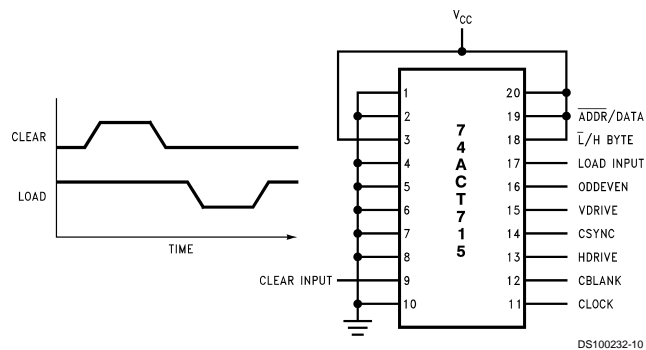 VCC
CLEAR
LOAD
TIME
CLEAR INPUT
1
2
3
4
5
6
7
8
9
10
74ACT715
20
19
18
17
16
15
14
13
12
11
ADDR/DATA
L/H BYTE
LOAD INPUT
ODDEVEN
VDRIVE
CSYNC
HDRIVE
CBLANK
CLOCK
DS100232-10